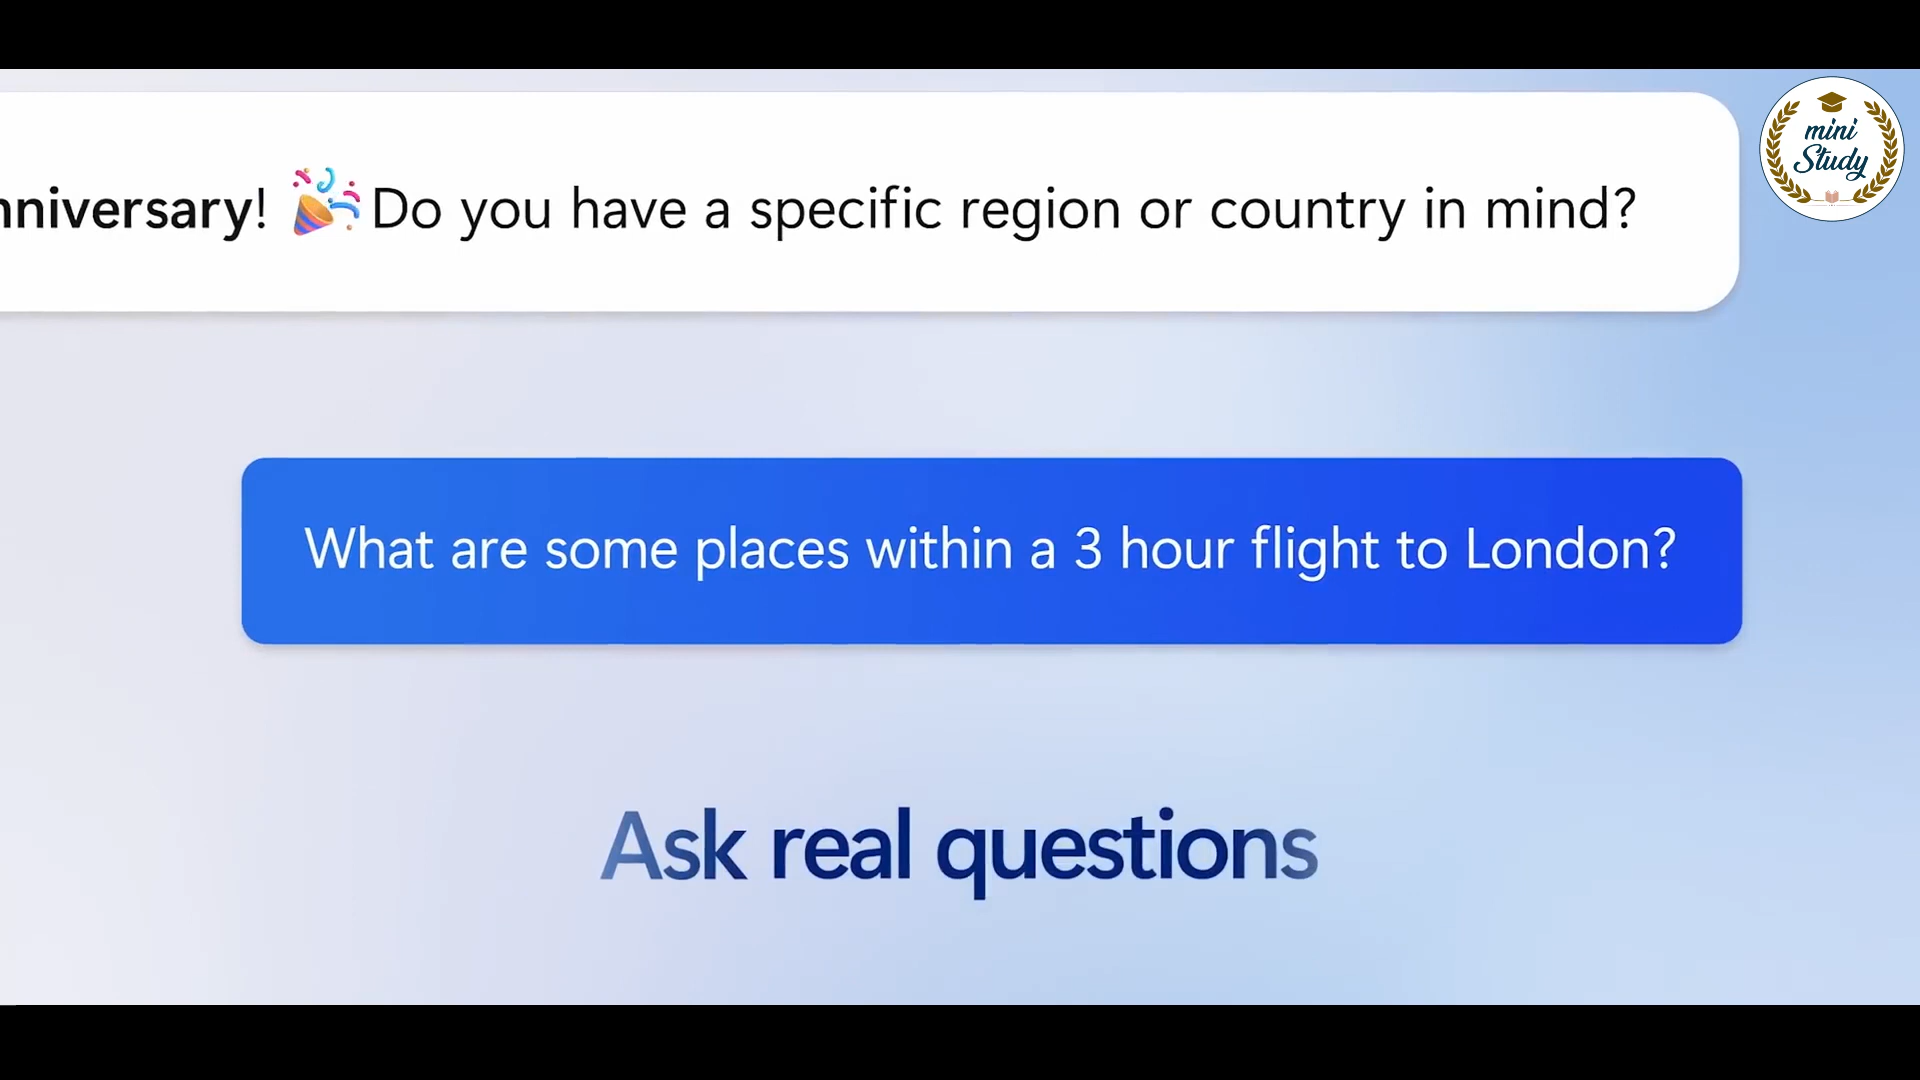 mini
Study
nniversary! 🎉 Do you have a specific region or country in mind?
What are some places within a 3 hour flight to London?
Ask real questions